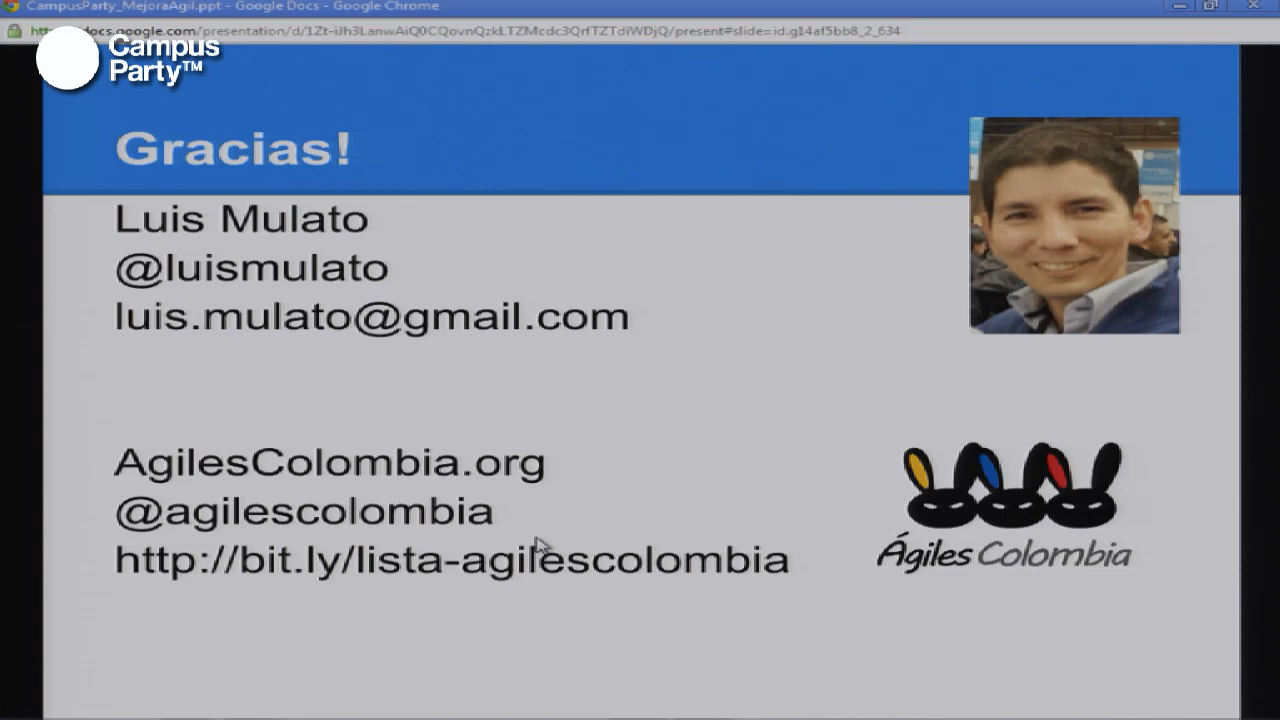 CampusParty_MejoraAgil.ppt - Google Docs - Google Chrome
Campus
Party™
Gracias!
Luis Mulato
@luismulato
luis.mulato@gmail.com
AgilesColombia.org
@agilescolombia
http://bit.ly/lista-agilescolombia
Ágiles Colombia